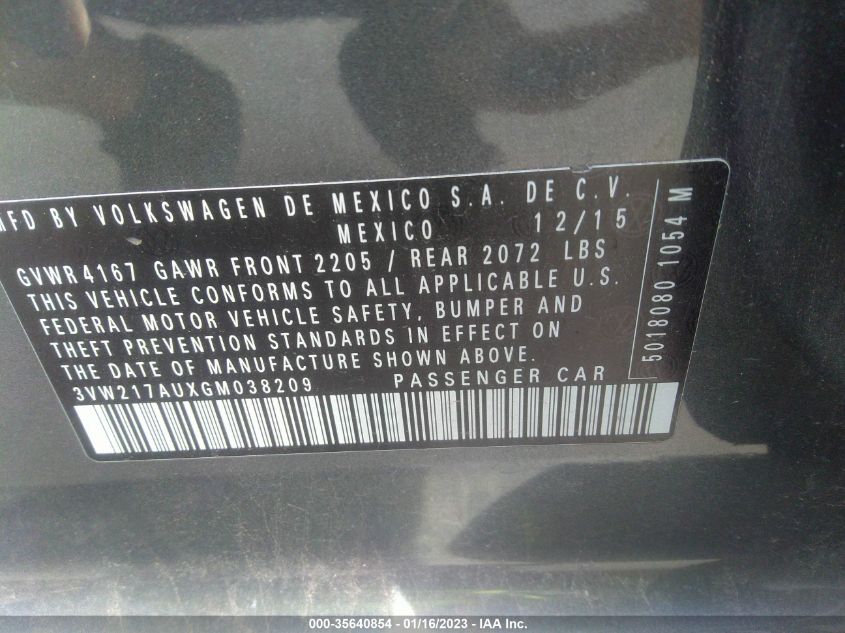 MFD BY VOLKSWAGEN DE MEXICO S.A. DE C.V.
MEXICO 12/15
GVWR 4167 GAWR FRONT 2205 / REAR 2072 LBS
THIS VEHICLE CONFORMS TO ALL APPLICABLE U.S.
FEDERAL MOTOR VEHICLE SAFETY, BUMPER AND
THEFT PREVENTION STANDARDS IN EFFECT ON
THE DATE OF MANUFACTURE SHOWN ABOVE.
3VW217AUXGM038209 PASSENGER CAR
5018080 1054 M
000-35640854 - 01/16/2023 - IAA Inc.